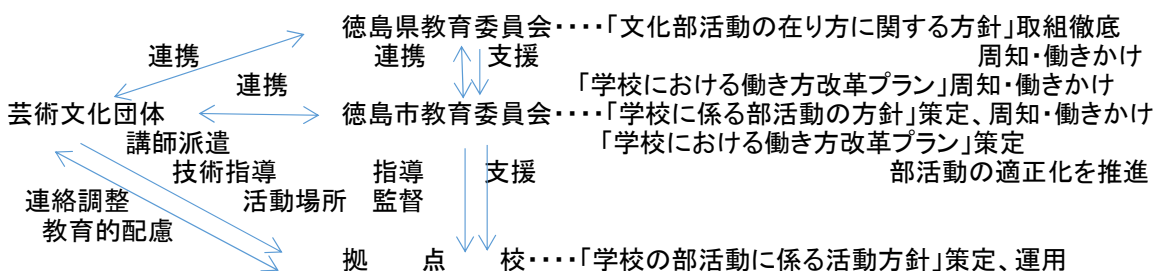 徳島県教育委員会････「文化部活動の在り方に関する方針」取組徹底
連携 連携 支援 周知・働きかけ
連携 「学校における働き方改革プラン」周知・働きかけ
芸術文化団体 徳島市教育委員会････「学校に係る部活動の方針」策定、周知・働きかけ
講師派遣 「学校における働き方改革プラン」策定
技術指導 指導 支援 部活動の適正化を推進
連絡調整 活動場所 監督
教育的配慮
拠 点 校････「学校の部活動に係る活動方針」策定、運用